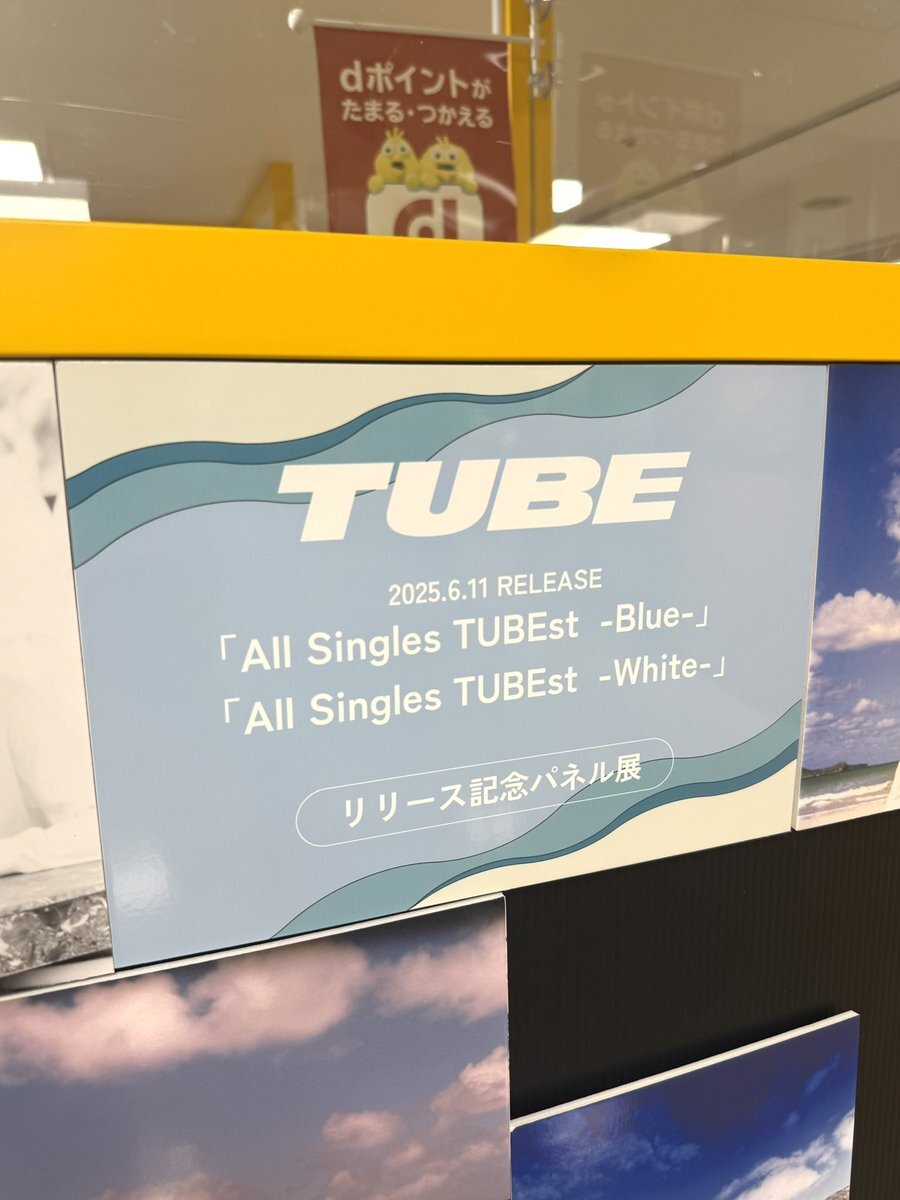 dポイントが
たまる・つかえる
d
TUBE
2025.6.11 RELEASE
「All Singles TUBEst -Blue-」
「All Singles TUBEst -White-」
リリース記念パネル展